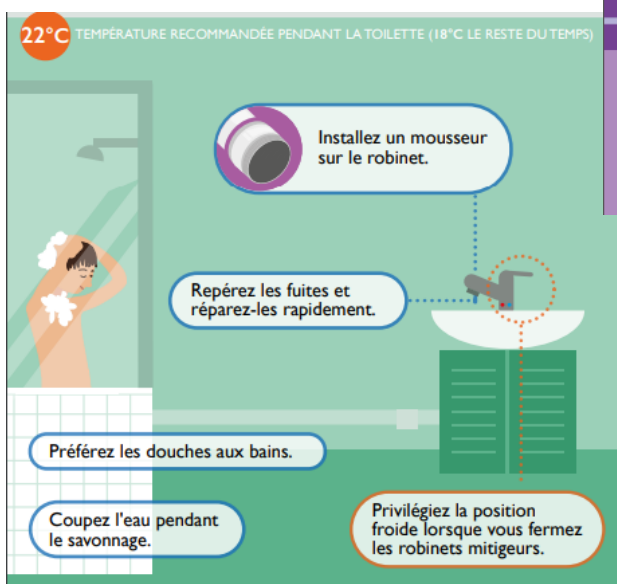 22°C TEMPÉRATURE RECOMMANDÉE PENDANT LA TOILETTE (18°C LE RESTE DU TEMPS)
Installez un mousseur
sur le robinet.
Repérez les fuites et
réparez-les rapidement.
Préférez les douches aux bains.
Coupez l'eau pendant
le savonnage.
Privilégiez la position
froide lorsque vous fermez
les robinets mitigeurs.